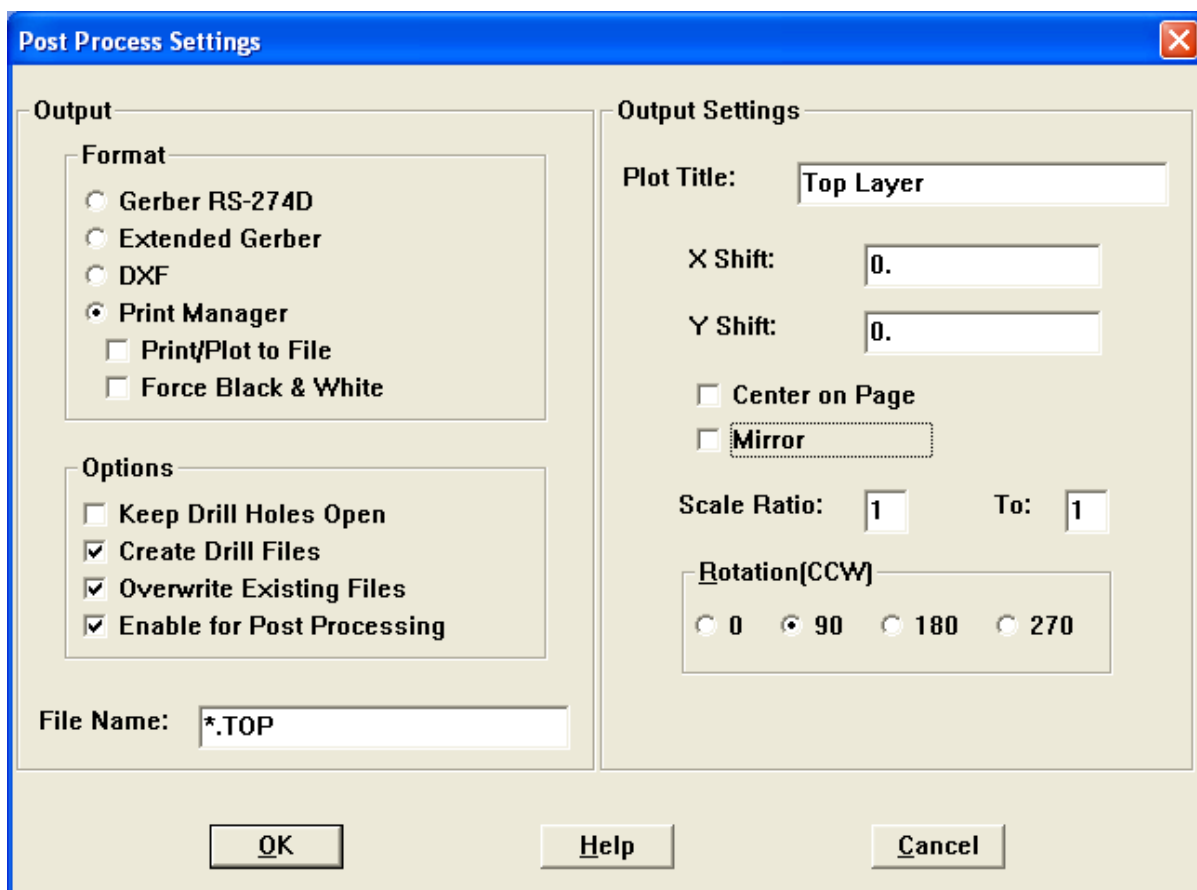 Post Process Settings
Output
Format
Gerber RS-274D
Extended Gerber
DXF
Print Manager
Print/Plot to File
Force Black & White
Options
Keep Drill Holes Open
Create Drill Files
Overwrite Existing Files
Enable for Post Processing
File Name: *.TOP
Output Settings
Plot Title: Top Layer
X Shift: 0.
Y Shift: 0.
Center on Page
Mirror
Scale Ratio: 1 To: 1
Rotation(CCW)
0 90 180 270
OK Help Cancel